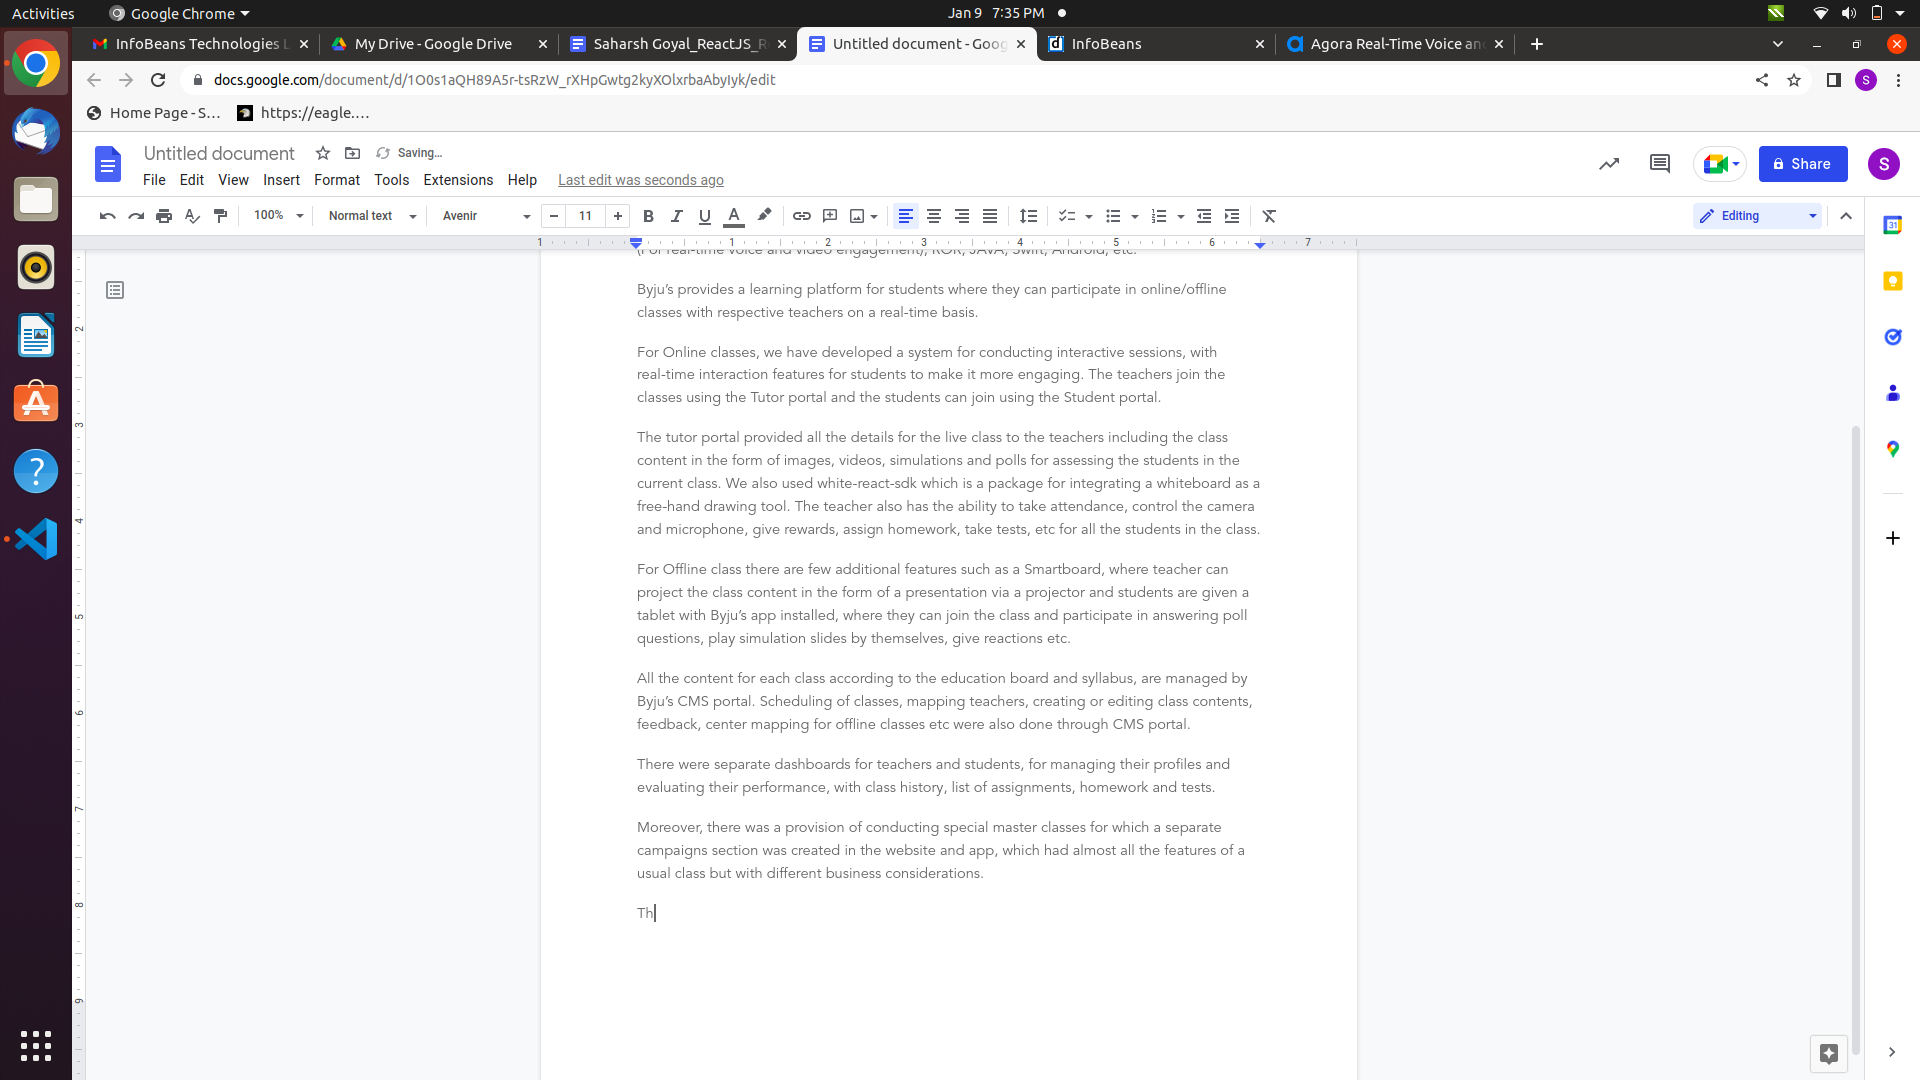 Activities Google Chrome Jan 9 7:35 PM
InfoBeans Technologies L My Drive - Google Drive Saharsh Goyal_ReactJS_R Untitled document - Goog InfoBeans Agora Real-Time Voice an
docs.google.com/document/d/1O0s1aQH89A5r-tsRzW_rXHpGwtg2kyXOlxrbaAbyIyk/edit S
Home Page - S... https://eagle....
Untitled document Saving...
File Edit View Insert Format Tools Extensions Help Last edit was seconds ago Share S
100% Normal text Avenir 11 Editing
1 1 2 3 4 5 6 7
(For real-time voice and video engagement), ROR, JAVA, Swift, Android, etc.
Byju's provides a learning platform for students where they can participate in online/offline
classes with respective teachers on a real-time basis.
For Online classes, we have developed a system for conducting interactive sessions, with
real-time interaction features for students to make it more engaging. The teachers join the
classes using the Tutor portal and the students can join using the Student portal.
The tutor portal provided all the details for the live class to the teachers including the class
content in the form of images, videos, simulations and polls for assessing the students in the
current class. We also used white-react-sdk which is a package for integrating a whiteboard as a
free-hand drawing tool. The teacher also has the ability to take attendance, control the camera
and microphone, give rewards, assign homework, take tests, etc for all the students in the class.
For Offline class there are few additional features such as a Smartboard, where teacher can
project the class content in the form of a presentation via a projector and students are given a
tablet with Byju's app installed, where they can join the class and participate in answering poll
questions, play simulation slides by themselves, give reactions etc.
All the content for each class according to the education board and syllabus, are managed by
Byju's CMS portal. Scheduling of classes, mapping teachers, creating or editing class contents,
feedback, center mapping for offline classes etc were also done through CMS portal.
There were separate dashboards for teachers and students, for managing their profiles and
evaluating their performance, with class history, list of assignments, homework and tests.
Moreover, there was a provision of conducting special master classes for which a separate
campaigns section was created in the website and app, which had almost all the features of a
usual class but with different business considerations.
Th
2
3
4
5
6
7
8
9
31